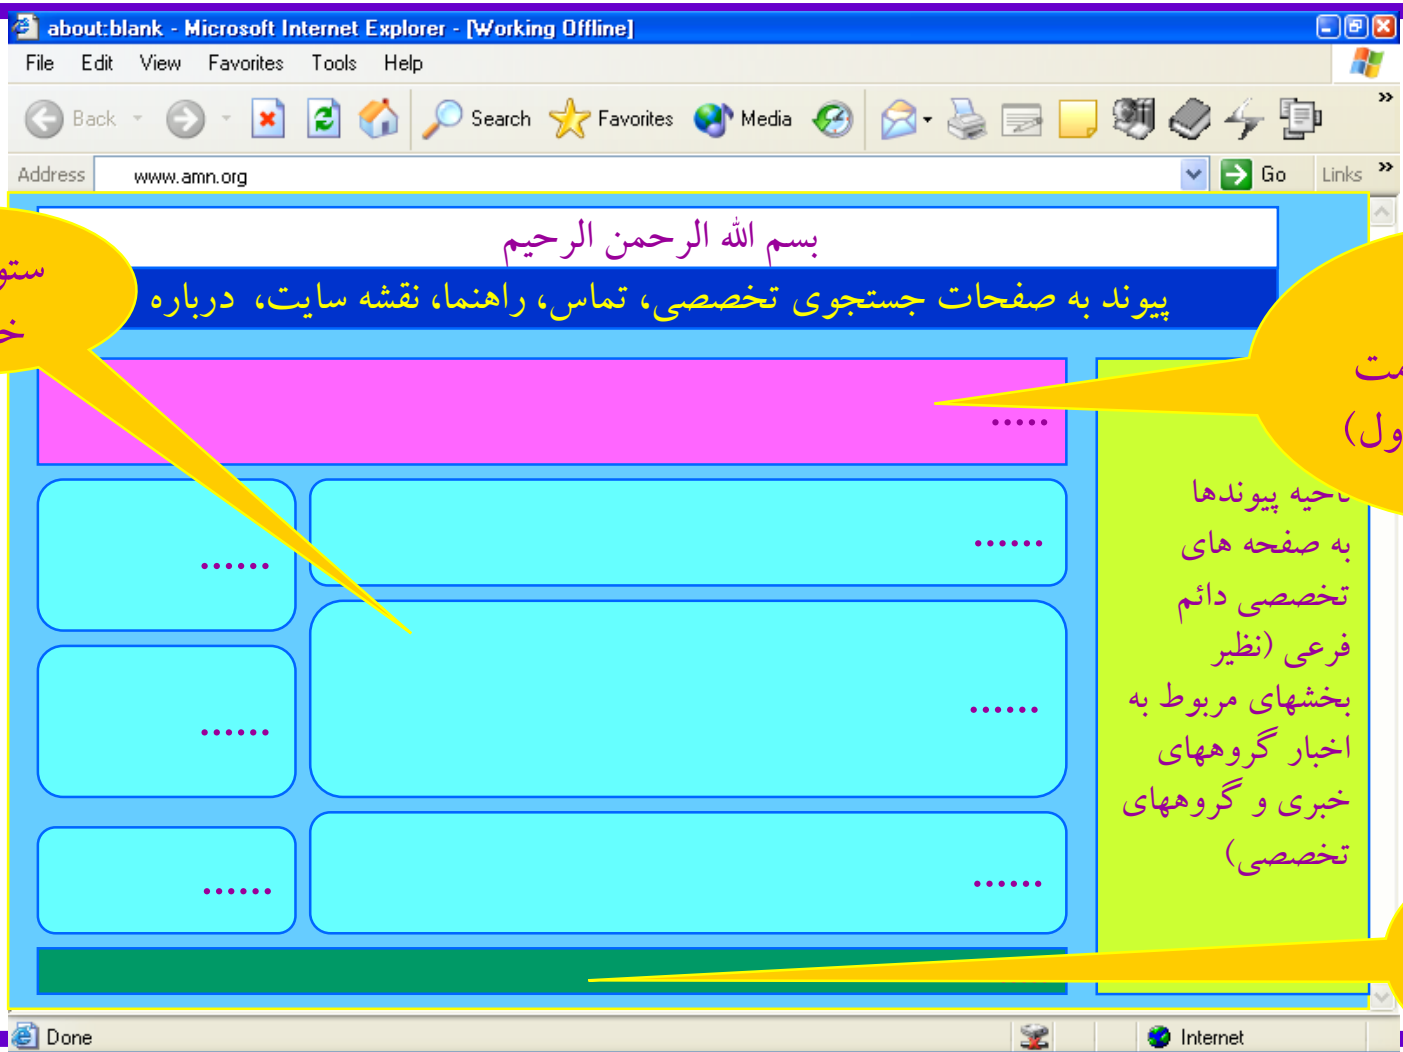 about:blank - Microsoft Internet Explorer - [Working Offline]
File Edit View Favorites Tools Help
Back Search Favorites Media »
Address www.amn.org Go Links »
بسم الله الرحمن الرحیم
پیوند به صفحات جستجوی تخصصی، تماس، راهنما، نقشه سایت، درباره
.....
......
......
......
......
......
......
ناحیه پیوندها
به صفحه های
تخصصی دائم
فرعی (نظیر
بخشهای مربوط به
اخبار گروههای
خبری و گروههای
تخصصی)
Done Internet